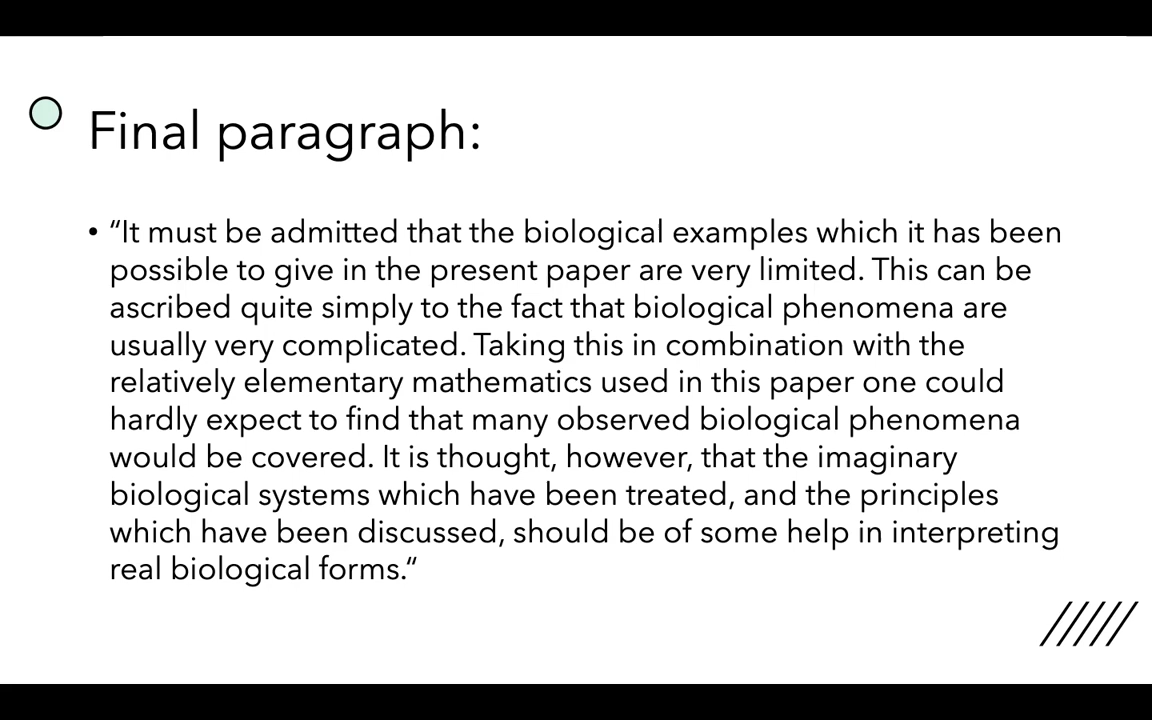 Final paragraph:
• “It must be admitted that the biological examples which it has been
possible to give in the present paper are very limited. This can be
ascribed quite simply to the fact that biological phenomena are
usually very complicated. Taking this in combination with the
relatively elementary mathematics used in this paper one could
hardly expect to find that many observed biological phenomena
would be covered. It is thought, however, that the imaginary
biological systems which have been treated, and the principles
which have been discussed, should be of some help in interpreting
real biological forms.“